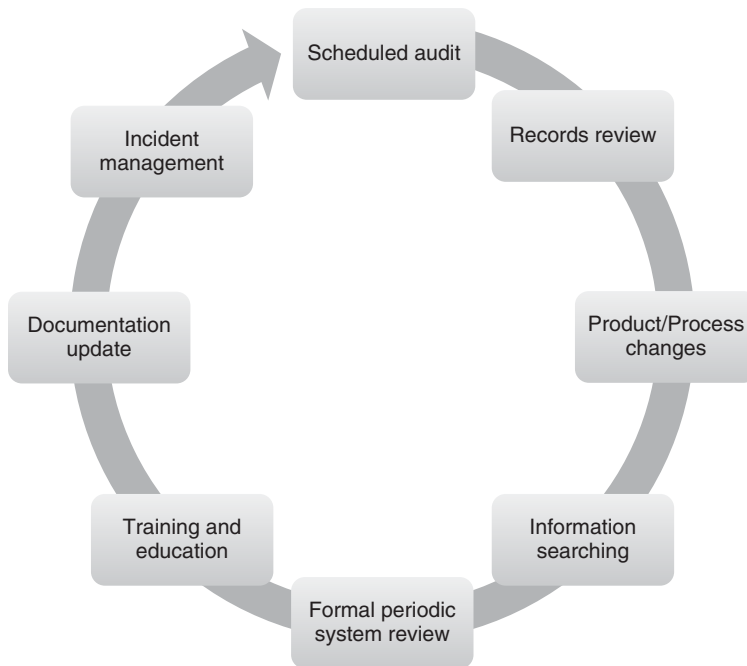 Scheduled audit
Records review
Product/Process
changes
Information
searching
Formal periodic
system review
Training and
education
Documentation
update
Incident
management